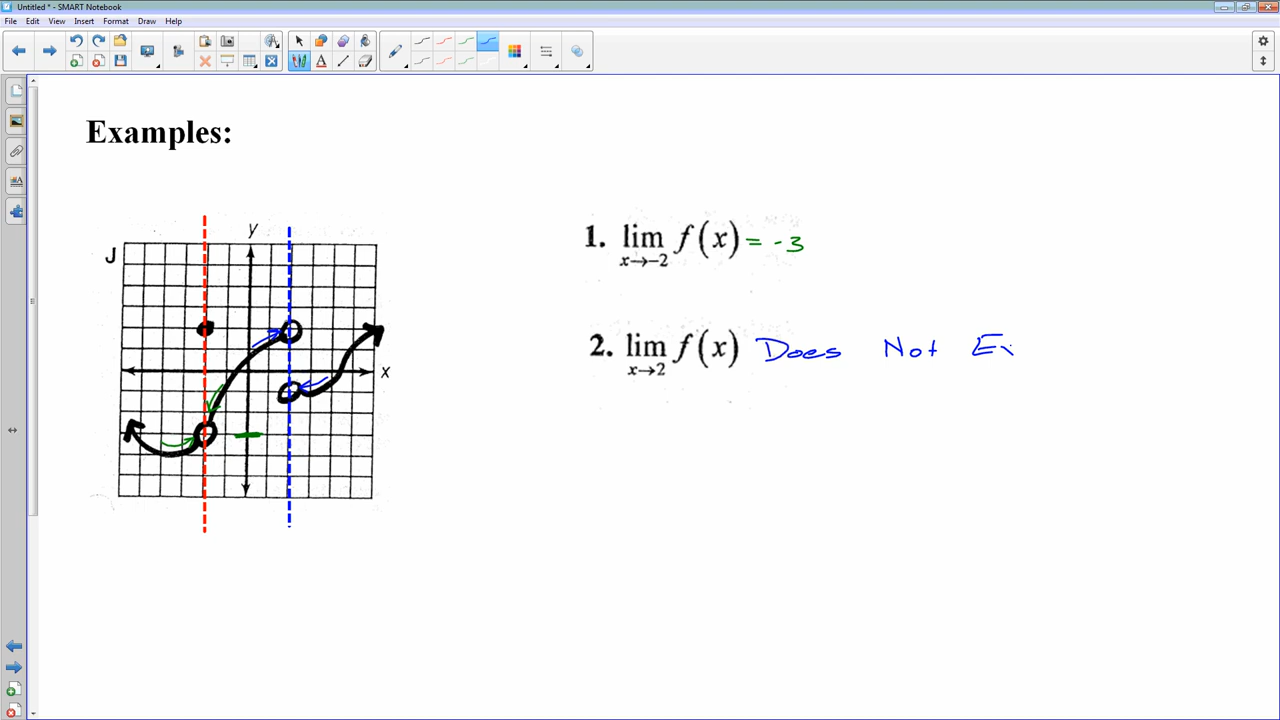 Untitled * - SMART Notebook
File Edit View Insert Format Draw Help
Examples:
J
y
x
1. lim f(x) = -3
x→-2
2. lim f(x) Does Not Ex
x→2